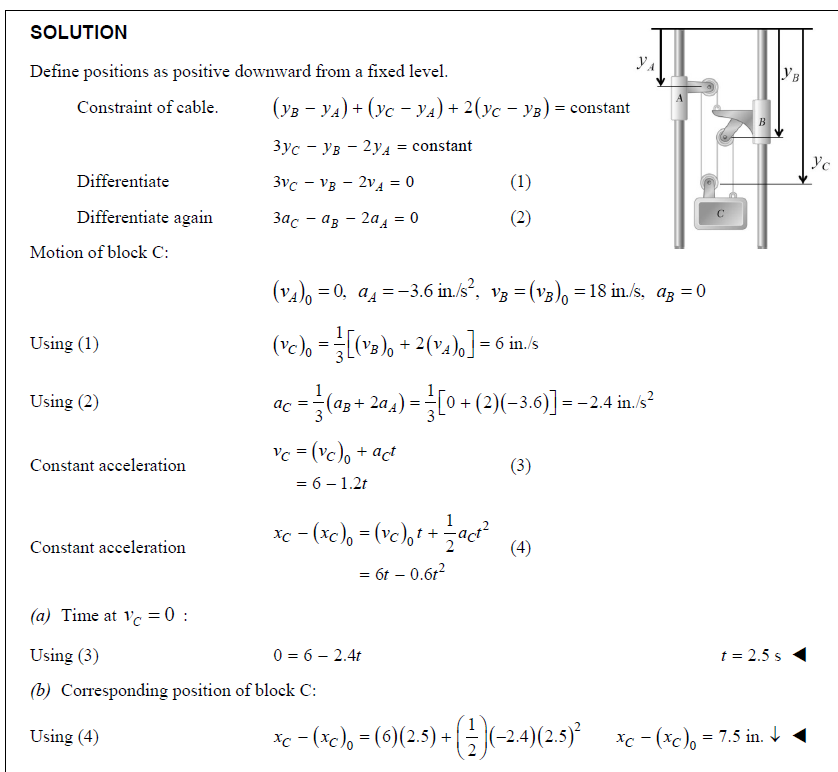 SOLUTION
Define positions as positive downward from a fixed level.
Constraint of cable. (y_B − y_A) + (y_C − y_A) + 2(y_C − y_B) = constant
3y_C − y_B − 2y_A = constant
Differentiate 3v_C − v_B − 2v_A = 0 (1)
Differentiate again 3a_C − a_B − 2a_A = 0 (2)
Motion of block C:
(v_A)_0 = 0, a_A = −3.6 in./s², v_B = (v_B)_0 = 18 in./s, a_B = 0
Using (1) (v_C)_0 = 1/3[(v_B)_0 + 2(v_A)_0] = 6 in./s
Using (2) a_C = 1/3(a_B + 2a_A) = 1/3[0 + (2)(−3.6)] = −2.4 in./s²
Constant acceleration v_C = (v_C)_0 + a_C t (3)
= 6 − 1.2t
Constant acceleration x_C − (x_C)_0 = (v_C)_0 t + 1/2 a_C t² (4)
= 6t − 0.6t²
(a) Time at v_C = 0 :
Using (3) 0 = 6 − 2.4t t = 2.5 s ◄
(b) Corresponding position of block C:
Using (4) x_C − (x_C)_0 = (6)(2.5) + (1/2)(−2.4)(2.5)² x_C − (x_C)_0 = 7.5 in. ↓ ◄
y_A
y_B
A
B
y_C
C